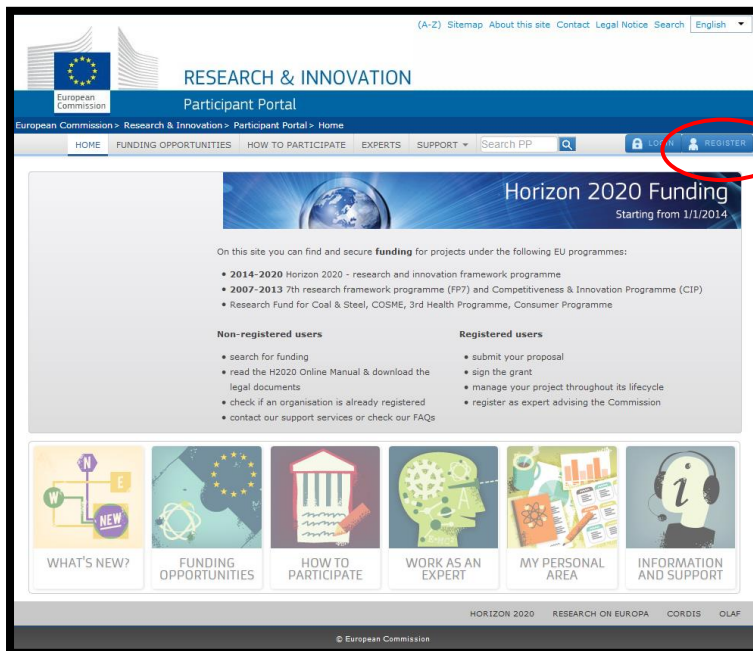 (A-Z) Sitemap About this site Contact Legal Notice Search English
European
Commission
RESEARCH & INNOVATION
Participant Portal
European Commission > Research & Innovation > Participant Portal > Home
HOME FUNDING OPPORTUNITIES HOW TO PARTICIPATE EXPERTS SUPPORT Search PP LOGIN REGISTER
Horizon 2020 Funding
Starting from 1/1/2014
On this site you can find and secure funding for projects under the following EU programmes:
• 2014-2020 Horizon 2020 - research and innovation framework programme
• 2007-2013 7th research framework programme (FP7) and Competitiveness & Innovation Programme (CIP)
• Research Fund for Coal & Steel, COSME, 3rd Health Programme, Consumer Programme
Non-registered users
• search for funding
• read the H2020 Online Manual & download the
legal documents
• check if an organisation is already registered
• contact our support services or check our FAQs
Registered users
• submit your proposal
• sign the grant
• manage your project throughout its lifecycle
• register as expert advising the Commission
N
E
W
NEW
i
WHAT'S NEW?
FUNDING
OPPORTUNITIES
HOW TO
PARTICIPATE
WORK AS AN
EXPERT
MY PERSONAL
AREA
INFORMATION
AND SUPPORT
HORIZON 2020 RESEARCH ON EUROPA CORDIS OLAF
© European Commission